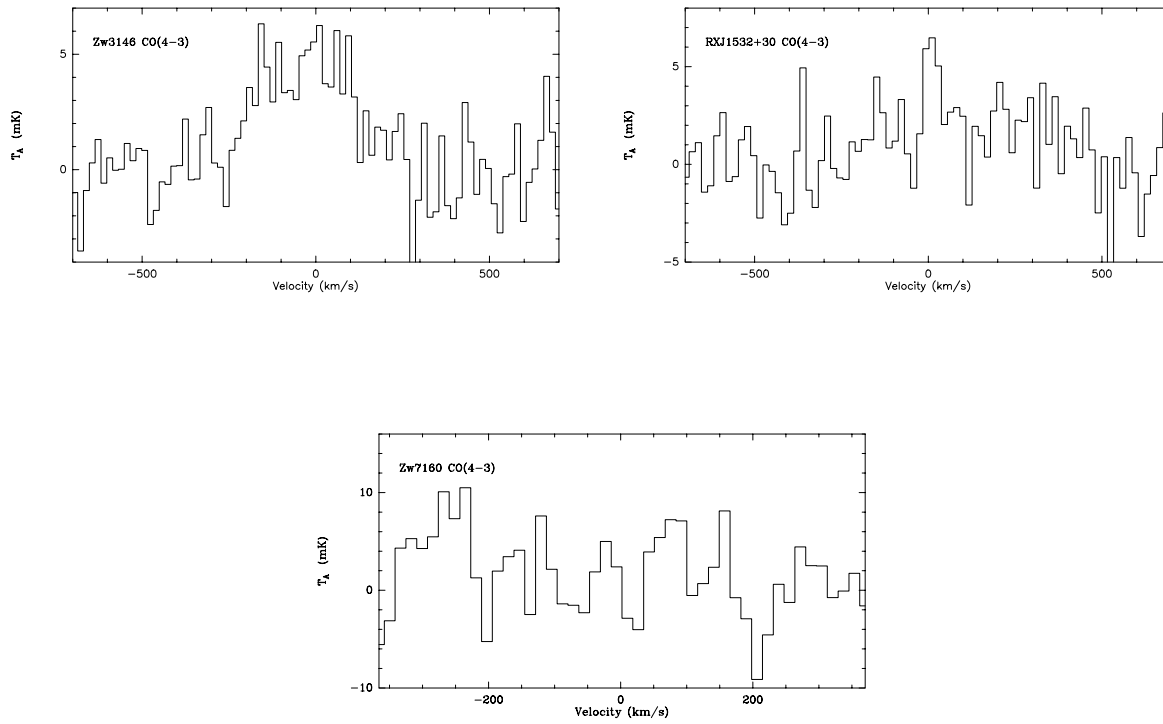 Zw3146 CO(4−3)
5
0
T_A (mK)
−500 0 500
Velocity (km/s)
RXJ1532+30 CO(4−3)
5
0
−5
T_A (mK)
−500 0 500
Velocity (km/s)
Zw7160 CO(4−3)
10
0
−10
T_A (mK)
−200 0 200
Velocity (km/s)